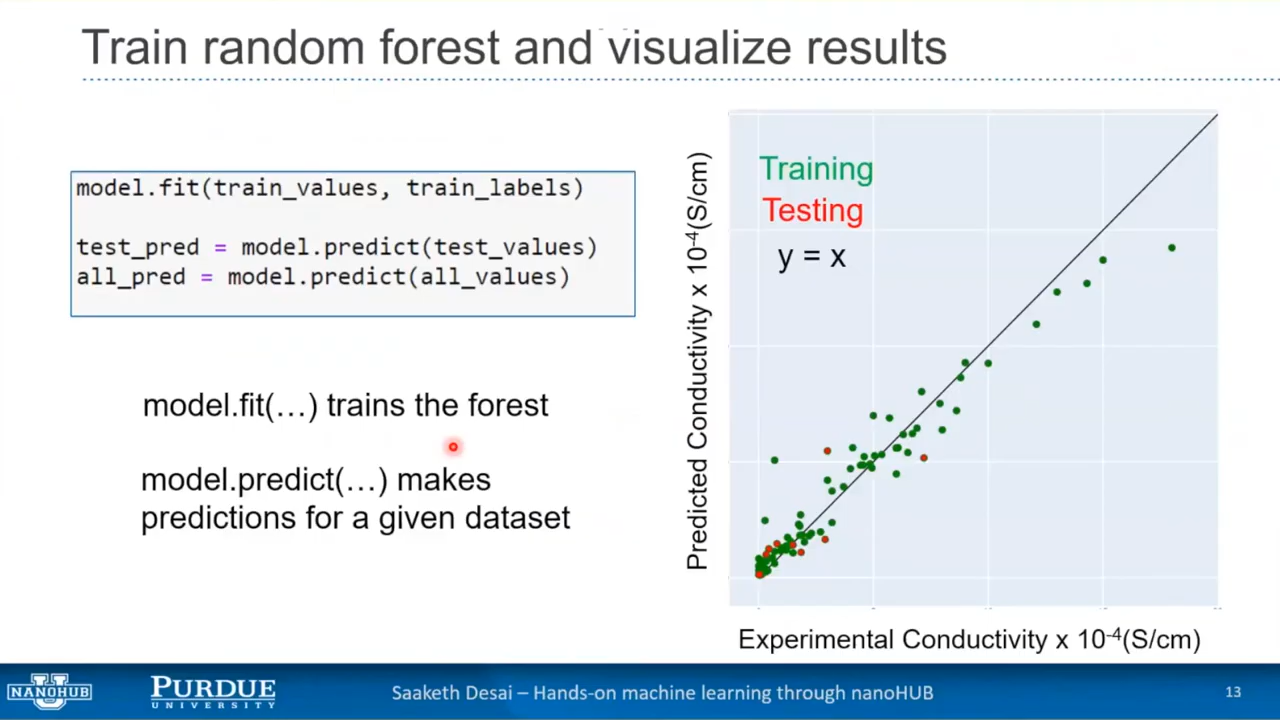 Train random forest and visualize results
model.fit(train_values, train_labels)
test_pred = model.predict(test_values)
all_pred = model.predict(all_values)
model.fit(…) trains the forest
model.predict(…) makes
predictions for a given dataset
Training
Testing
y = x
Predicted Conductivity x 10-4(S/cm)
Experimental Conductivity x 10-4(S/cm)
NANOHUB
PURDUE
UNIVERSITY
Saaketh Desai – Hands-on machine learning through nanoHUB
13